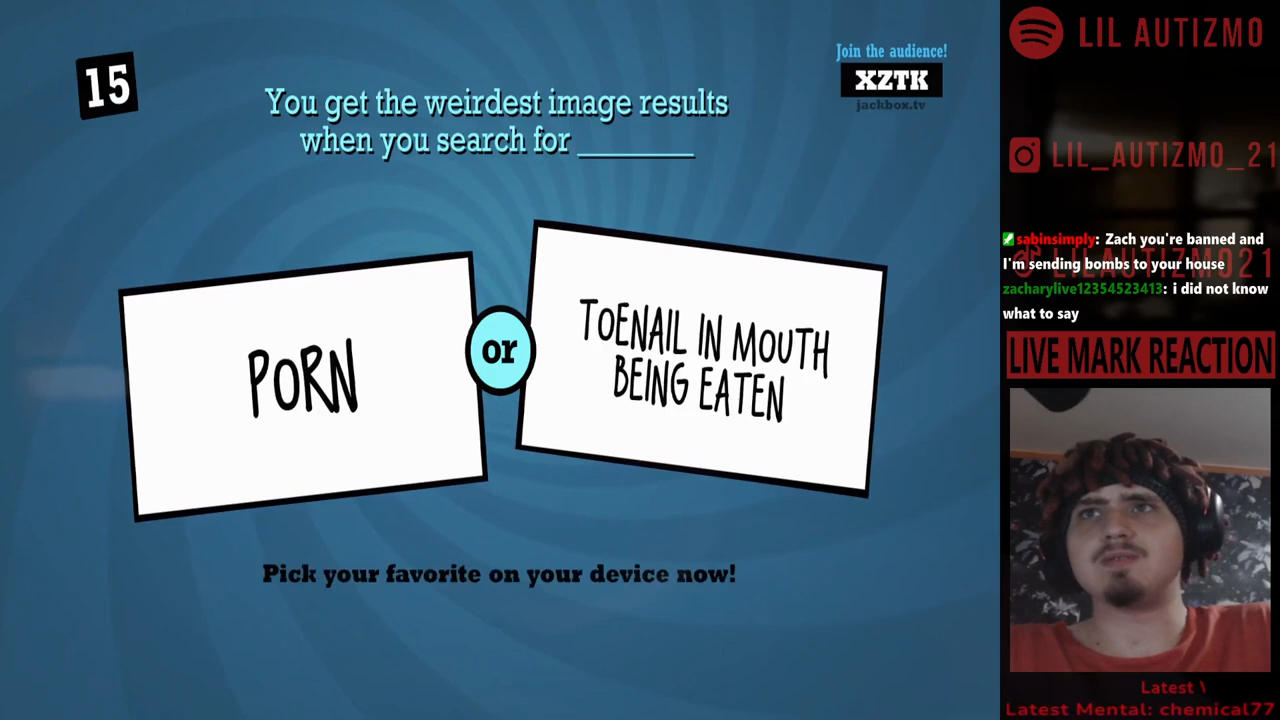 15
You get the weirdest image results
when you search for ________
Join the audience!
XZTK
jackbox.tv
PORN
or
TOENAIL IN MOUTH
BEING EATEN
Pick your favorite on your device now!
LIL AUTIZMO
LIL_AUTIZMO_21
sabinsimply: Zach you're banned and
I'm sending bombs to your house
LILAUTIZMO21
zacharylive12354523413: i did not know
what to say
LIVE MARK REACTION
Latest \
Latest Mental: chemical77